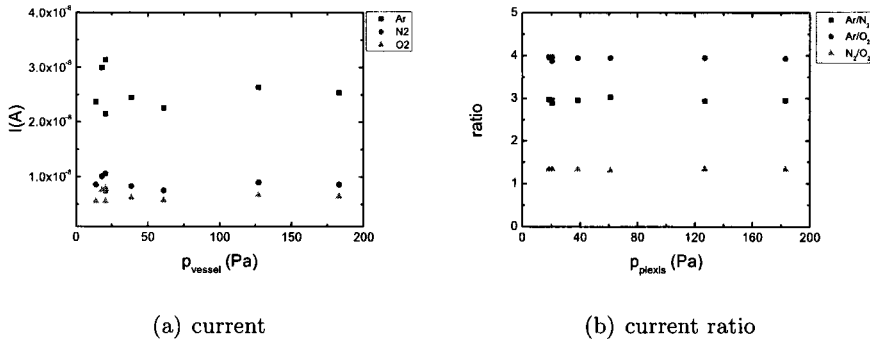 4.0x10⁻⁸
3.0x10⁻⁸
2.0x10⁻⁸
1.0x10⁻⁸
I(A)
0 50 100 150 200
p_vessel (Pa)
Ar
N2
O2
(a) current
5
4
3
2
1
0
ratio
0 40 80 120 160 200
p_plexis (Pa)
Ar/N₂
Ar/O₂
N₂/O₂
(b) current ratio